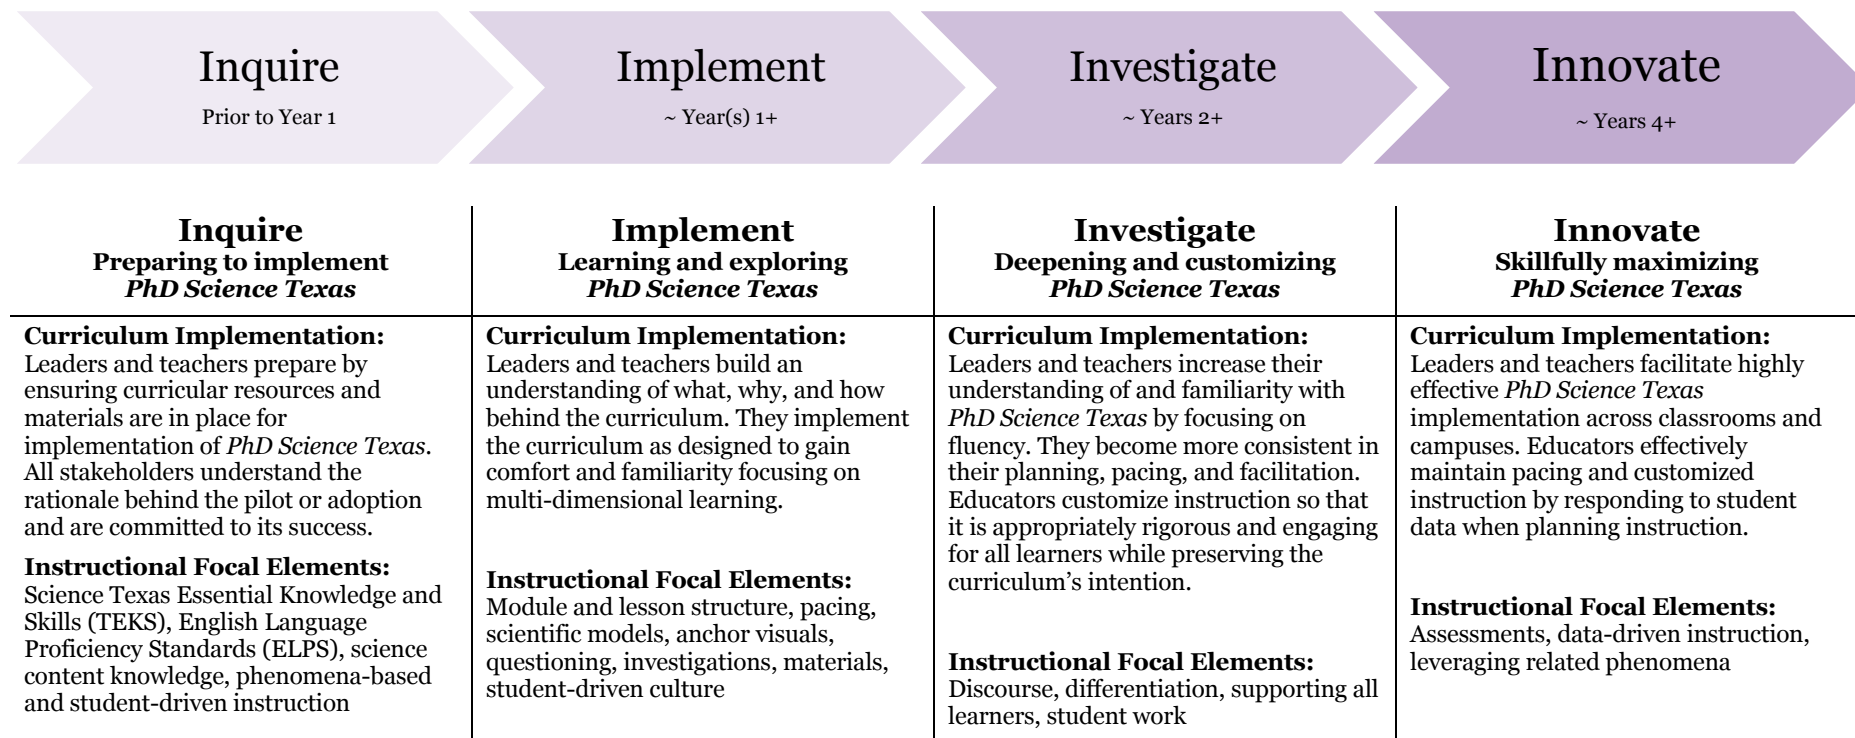 Inquire
Prior to Year 1
Implement
~ Year(s) 1+
Investigate
~ Years 2+
Innovate
~ Years 4+
Inquire
Preparing to implement
PhD Science Texas
Curriculum Implementation:
Leaders and teachers prepare by
ensuring curricular resources and
materials are in place for
implementation of PhD Science Texas.
All stakeholders understand the
rationale behind the pilot or adoption
and are committed to its success.
Instructional Focal Elements:
Science Texas Essential Knowledge and
Skills (TEKS), English Language
Proficiency Standards (ELPS), science
content knowledge, phenomena-based
and student-driven instruction
Implement
Learning and exploring
PhD Science Texas
Curriculum Implementation:
Leaders and teachers build an
understanding of what, why, and how
behind the curriculum. They implement
the curriculum as designed to gain
comfort and familiarity focusing on
multi-dimensional learning.
Instructional Focal Elements:
Module and lesson structure, pacing,
scientific models, anchor visuals,
questioning, investigations, materials,
student-driven culture
Investigate
Deepening and customizing
PhD Science Texas
Curriculum Implementation:
Leaders and teachers increase their
understanding of and familiarity with
PhD Science Texas by focusing on
fluency. They become more consistent in
their planning, pacing, and facilitation.
Educators customize instruction so that
it is appropriately rigorous and engaging
for all learners while preserving the
curriculum’s intention.
Instructional Focal Elements:
Discourse, differentiation, supporting all
learners, student work
Innovate
Skillfully maximizing
PhD Science Texas
Curriculum Implementation:
Leaders and teachers facilitate highly
effective PhD Science Texas
implementation across classrooms and
campuses. Educators effectively
maintain pacing and customized
instruction by responding to student
data when planning instruction.
Instructional Focal Elements:
Assessments, data-driven instruction,
leveraging related phenomena